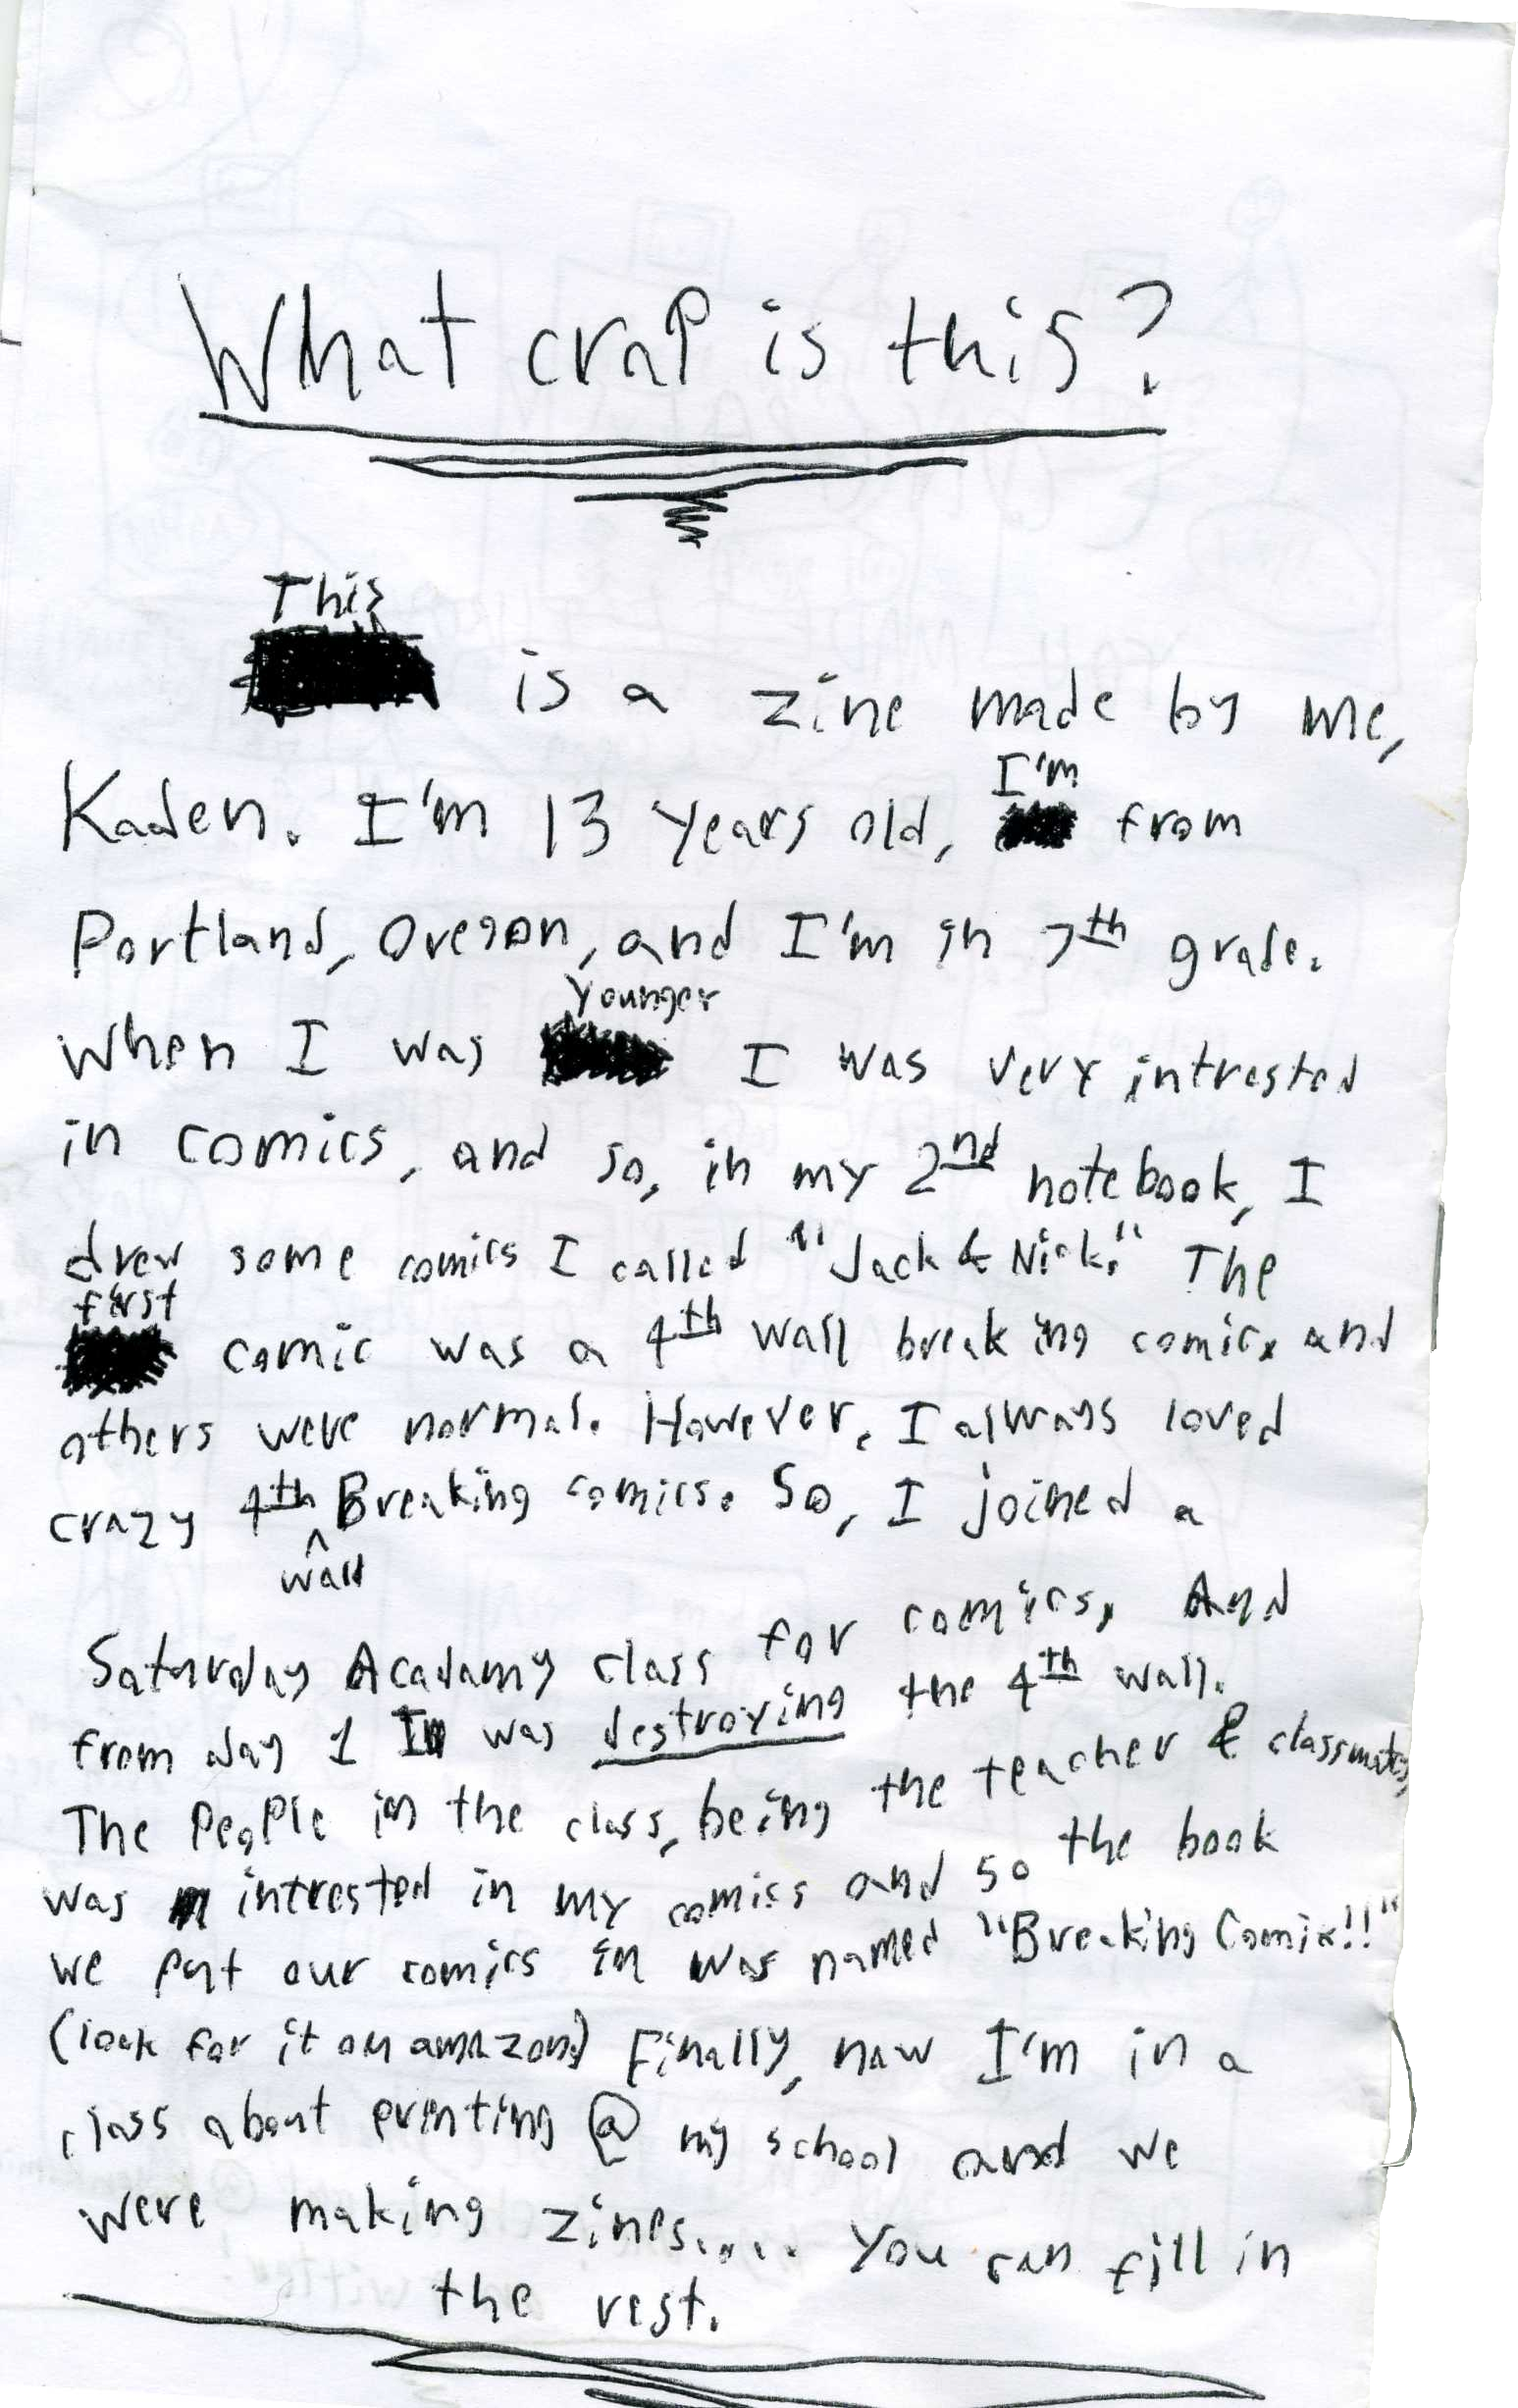 What crap is this?
This
is a zine made by me,
I'm
Kaden. I'm 13 years old, from
Portland, Oregon, and I'm in 7th grade.
younger
When I was I was very intrested
in comics, and so, in my 2nd notebook, I
drew some comics I called "Jack & Nick." The
first
comic was a 4th wall breaking comic, and
others were normal. However, I always loved
crazy 4th Breaking comics. So, I joined a
wall
Saturday Acadamy class for comics, And
from day 1 I was destroying the 4th wall.
The people in the class, being the teacher & classmates,
was intrested in my comics and so the book
we put our comics in was named "Breaking Comix!!"
(look for it on amazon) Finally, now I'm in a
class about printing @ my school and we
were making zines..... You can fill in
the rest.